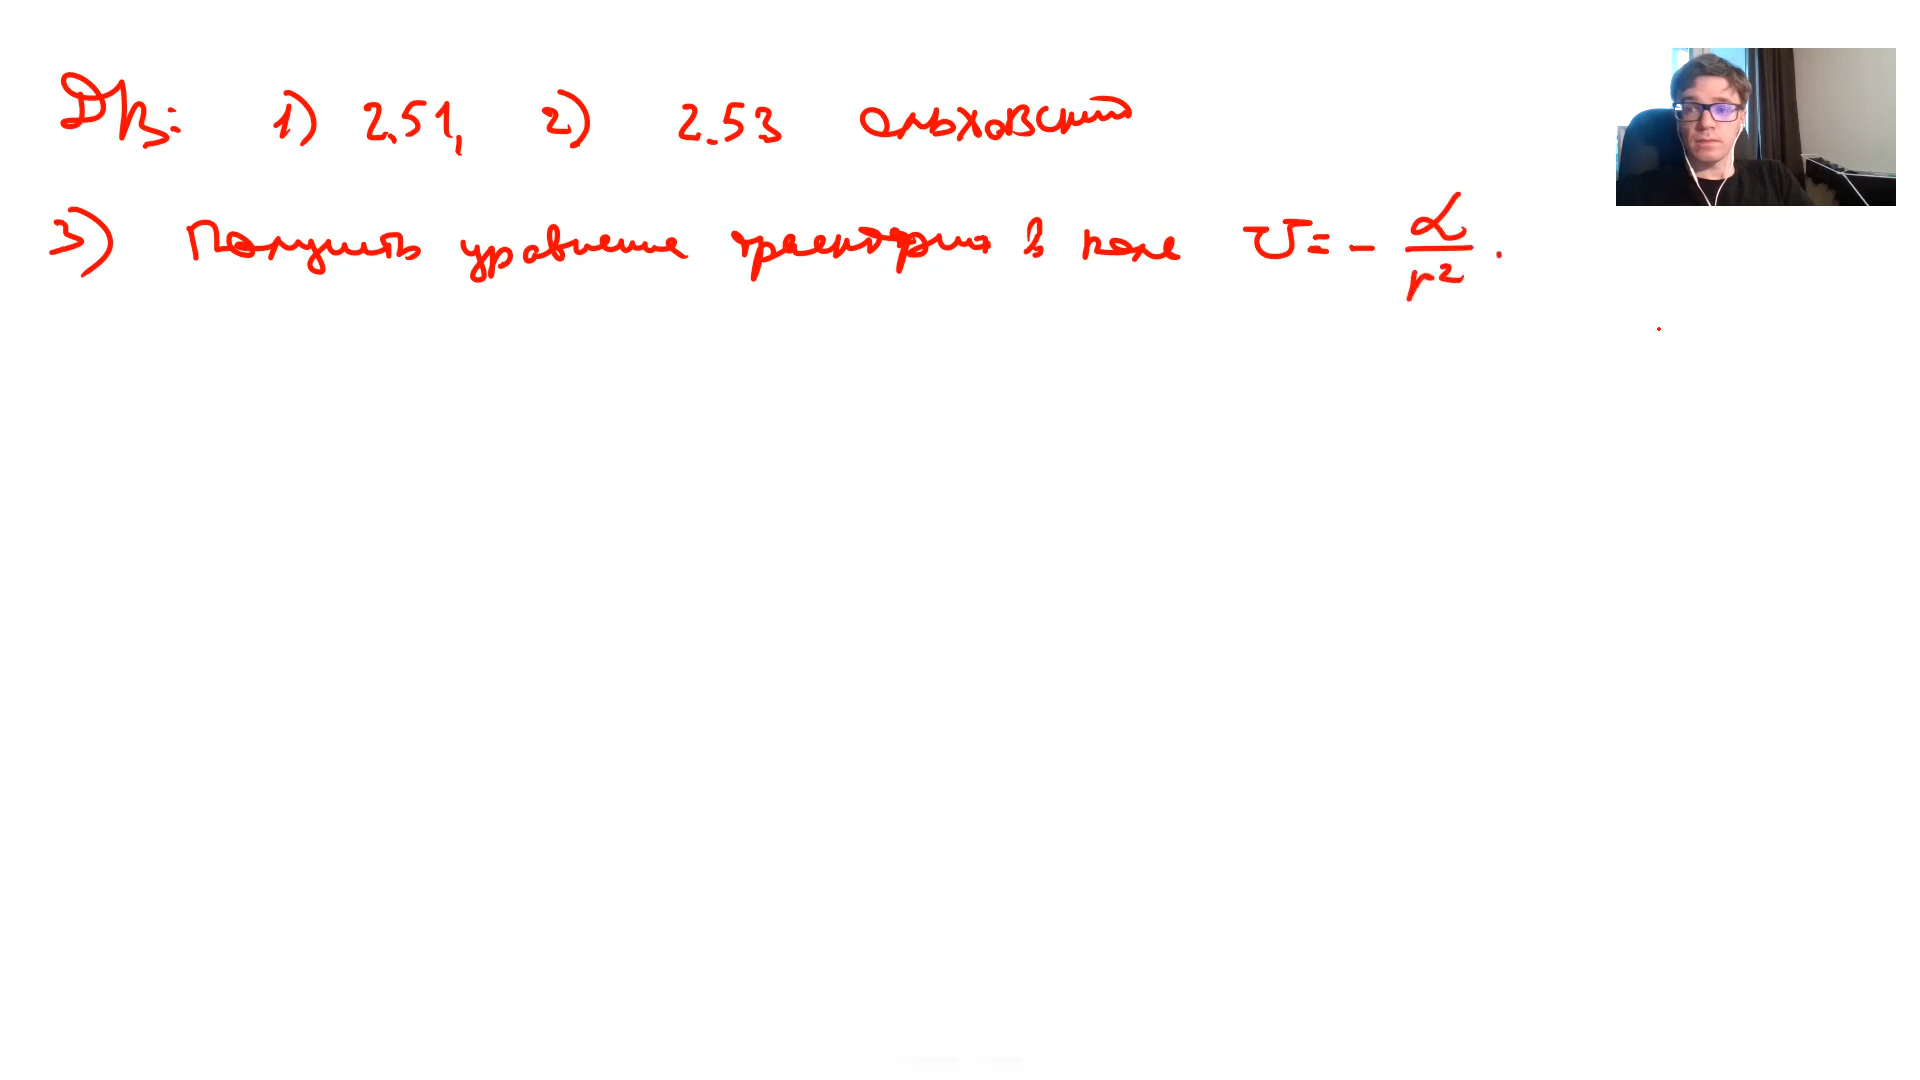 Дз: 1) 2.51, 2) 2.53 Ольховский
3) Получить уравнение траектории в поле U = - α/r².